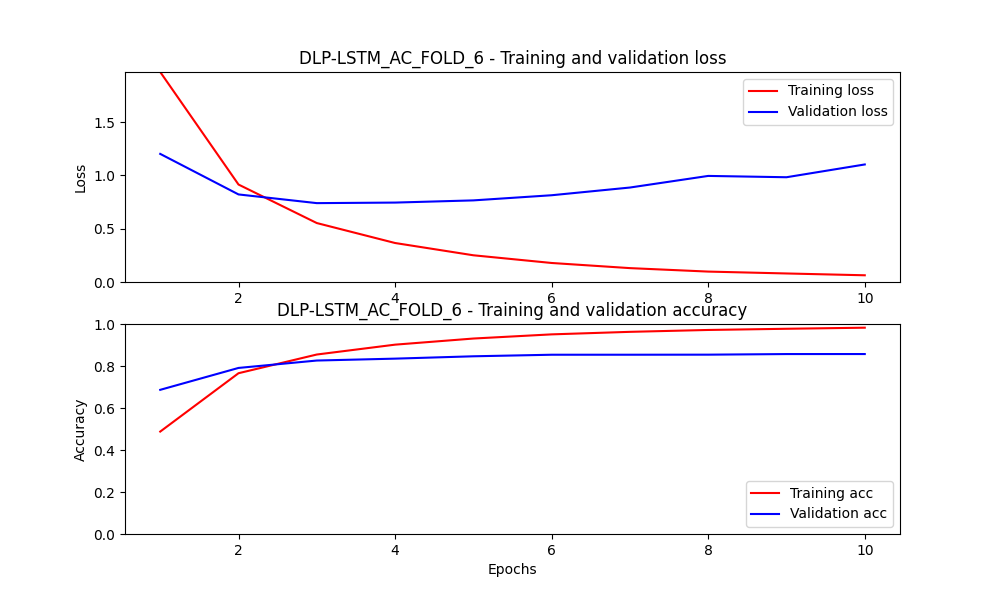 DLP-LSTM_AC_FOLD_6 - Training and validation loss
Training loss
Validation loss
1.5
1.0
0.5
0.0
Loss
2 4 6 8 10
DLP-LSTM_AC_FOLD_6 - Training and validation accuracy
1.0
0.8
0.6
0.4
0.2
0.0
Accuracy
Training acc
Validation acc
2 4 6 8 10
Epochs